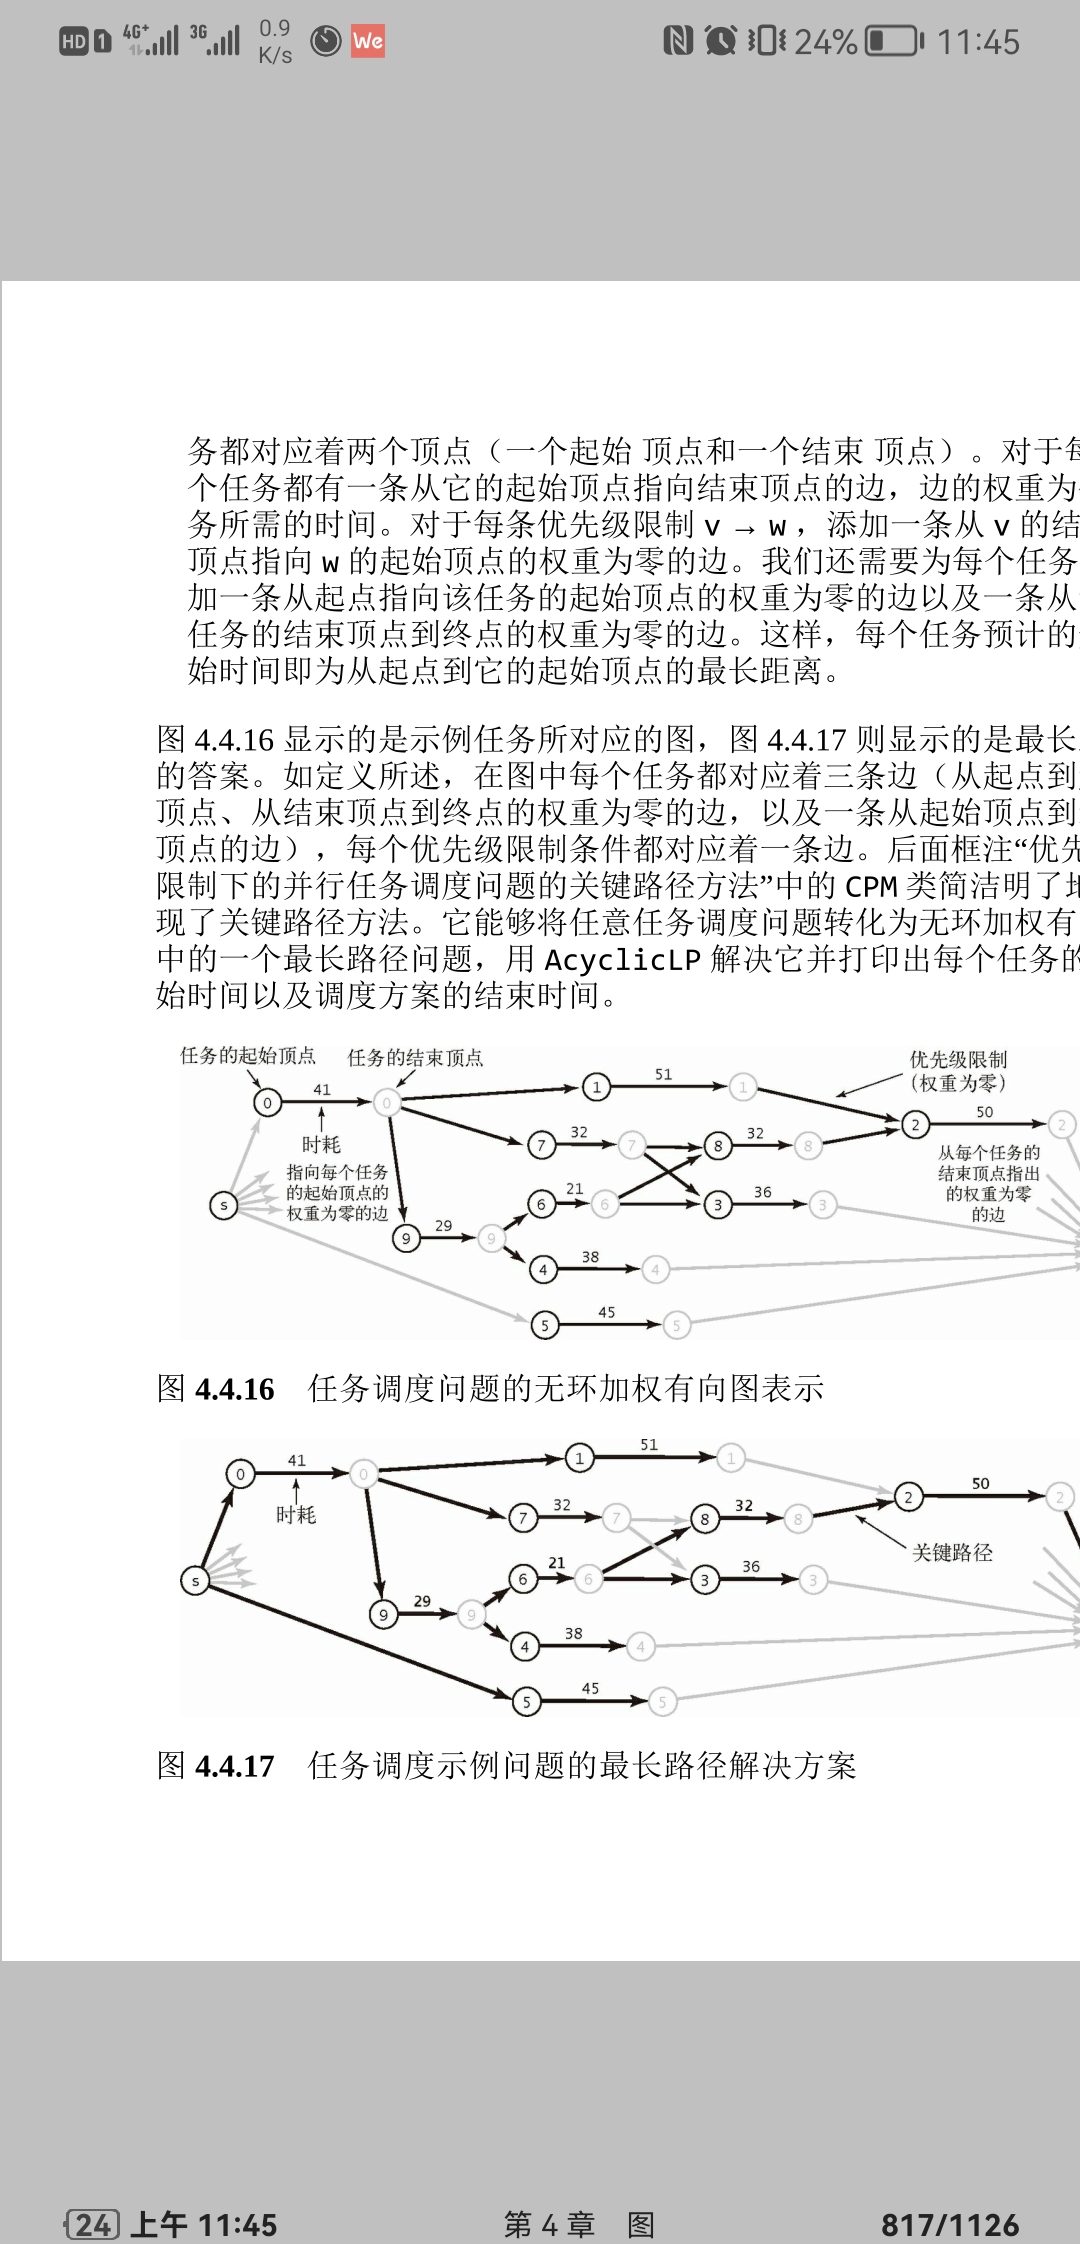 HD 1 4G+ 3G 0.9 K/s We 24% 11:45
务都对应着两个顶点（一个起始 顶点和一个结束 顶点）。对于每
个任务都有一条从它的起始顶点指向结束顶点的边，边的权重为
务所需的时间。对于每条优先级限制 v → w ，添加一条从 v 的结
顶点指向 w 的起始顶点的权重为零的边。我们还需要为每个任务
加一条从起点指向该任务的起始顶点的权重为零的边以及一条从
任务的结束顶点到终点的权重为零的边。这样，每个任务预计的
始时间即为从起点到它的起始顶点的最长距离。
图 4.4.16 显示的是示例任务所对应的图，图 4.4.17 则显示的是最长
的答案。如定义所述，在图中每个任务都对应着三条边（从起点到
顶点、从结束顶点到终点的权重为零的边，以及一条从起始顶点到
顶点的边），每个优先级限制条件都对应着一条边。后面框注“优先
限制下的并行任务调度问题的关键路径方法”中的 CPM 类简洁明了地
现了关键路径方法。它能够将任意任务调度问题转化为无环加权有
中的一个最长路径问题，用 AcyclicLP 解决它并打印出每个任务的
始时间以及调度方案的结束时间。
任务的起始顶点 任务的结束顶点 优先级限制
（权重为零）
0 41 0 1 51 1
时耗 7 32 7 8 32 8 2 50 2
指向每个任务
的起始顶点的
权重为零的边
从每个任务的
结束顶点指出
的权重为零
的边
s 6 21 6 3 36 3
9 29 9
4 38 4
5 45 5
图 4.4.16 任务调度问题的无环加权有向图表示
0 41 0 1 51 1
时耗 7 32 7 8 32 8 2 50 2
关键路径
s 6 21 6 3 36 3
9 29 9
4 38 4
5 45 5
图 4.4.17 任务调度示例问题的最长路径解决方案
24 上午 11:45 第 4 章 图 817/1126